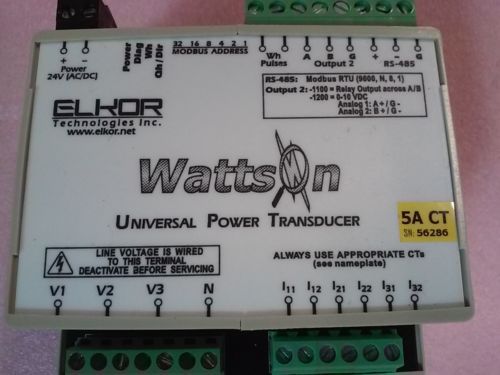 + -
Power
24V (AC/DC)
Power
Diag
Wh
Qh / Dir
32 16 8 4 2 1
MODBUS ADDRESS
Wh
Pulses
A B G
Output 2
+ - G
RS-485
ELKOR
Technologies Inc.
www.elkor.net
RS-485: Modbus RTU (9600, N, 8, 1)
Output 2: -1100= Relay Output across A/B
-1200= 0-10 VDC
Analog 1: A+ / G -
Analog 2: B+ / G -
WattsOn
UNIVERSAL POWER TRANSDUCER
5A CT
SN: 56286
LINE VOLTAGE IS WIRED
TO THIS TERMINAL
DEACTIVATE BEFORE SERVICING
ALWAYS USE APPROPRIATE CTs
(see nameplate)
V1 V2 V3 N
I11 I12 I21 I22 I31 I32